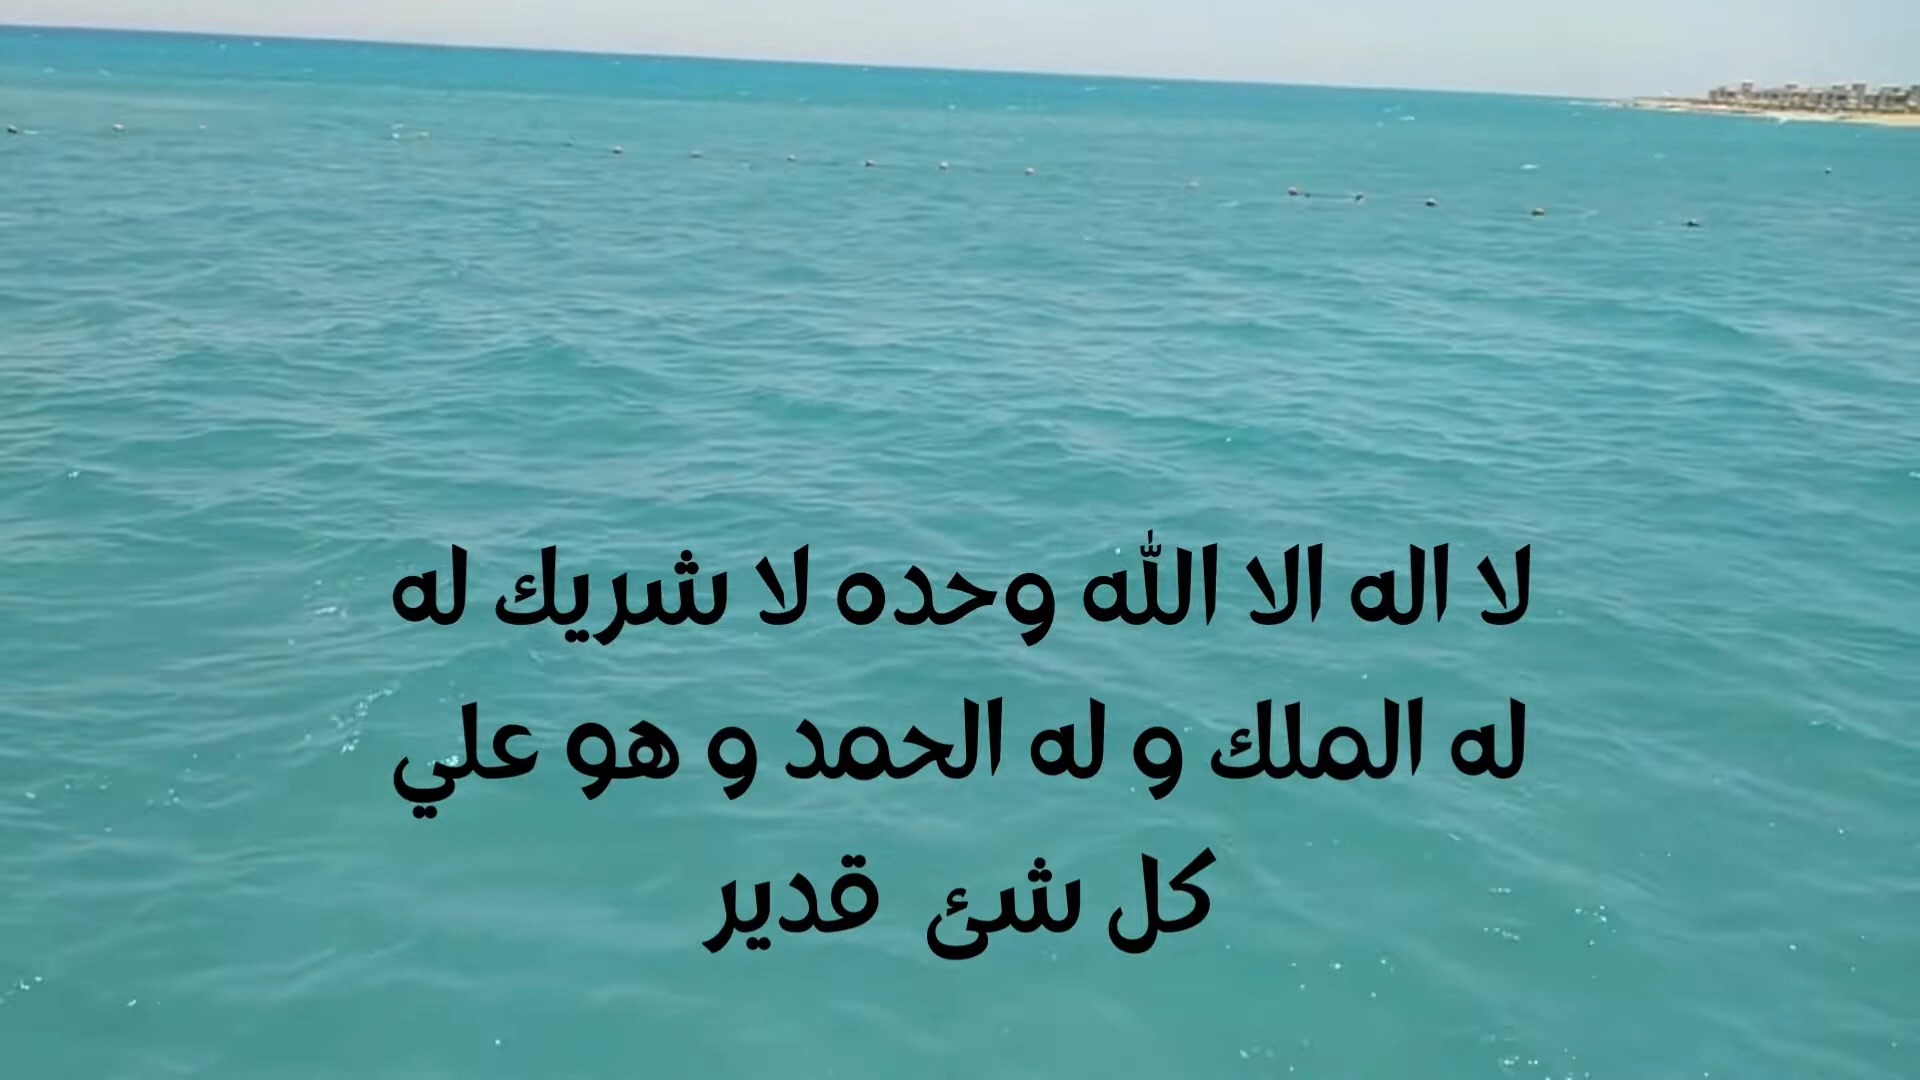 لا اله الا الله وحده لا شريك له
له الملك و له الحمد و هو علي
كل شئ قدير